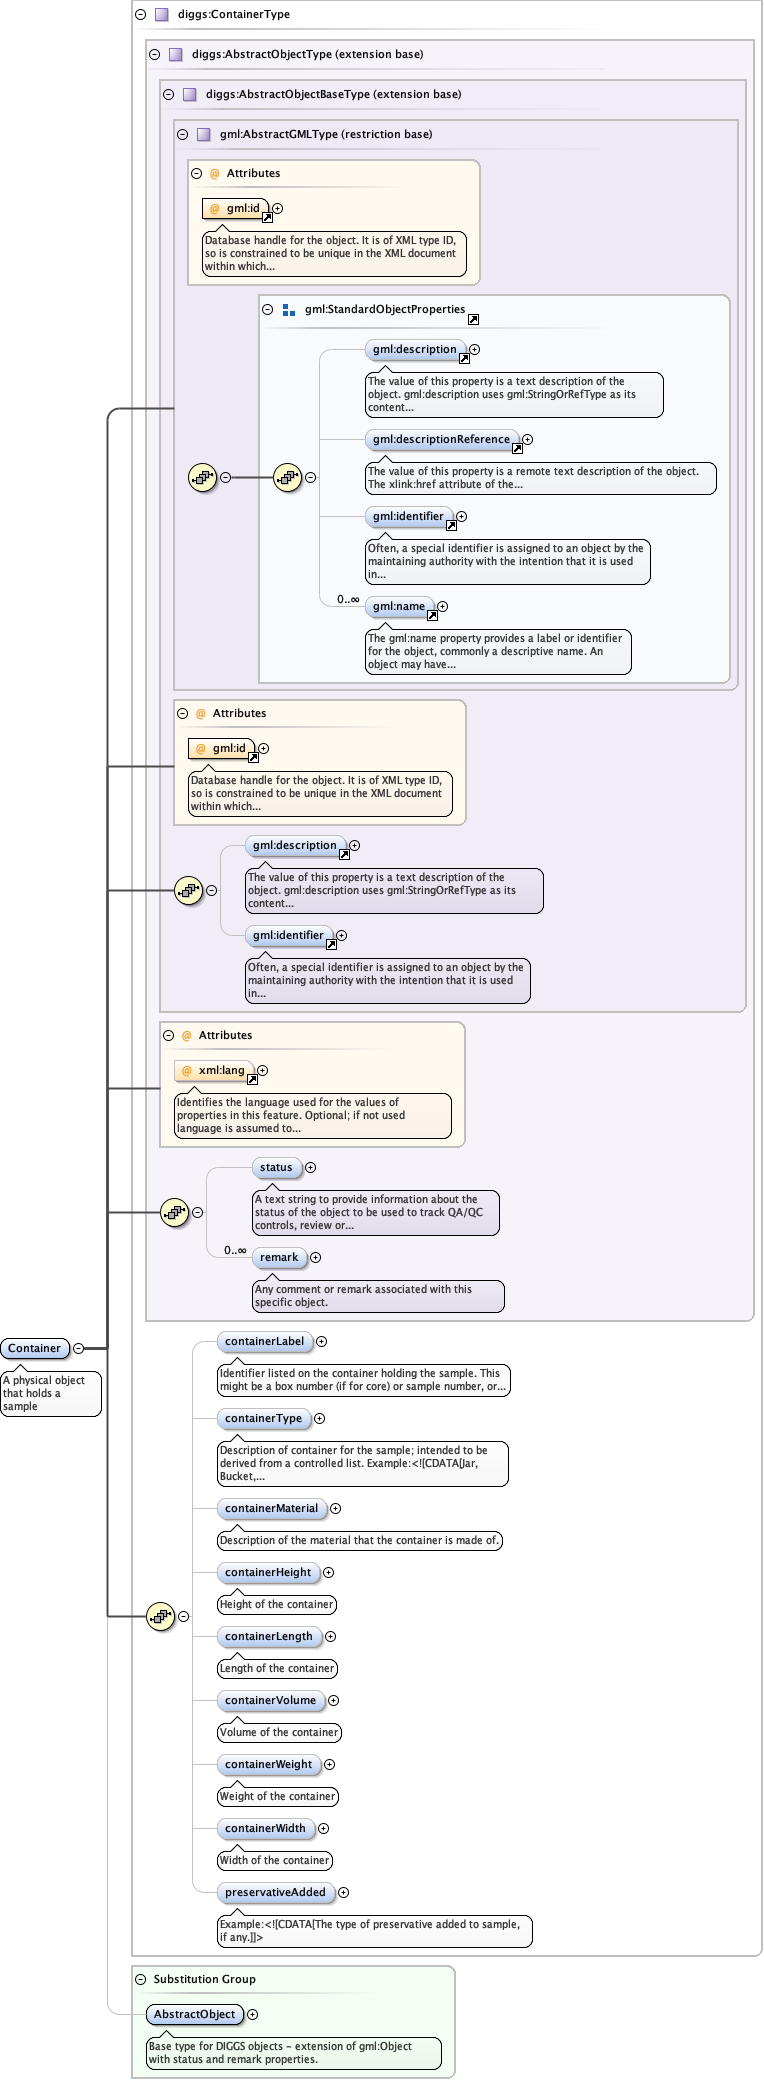 diggs:ContainerType
diggs:AbstractObjectType (extension base)
diggs:AbstractObjectBaseType (extension base)
gml:AbstractGMLType (restriction base)
@ Attributes
@ gml:id
Database handle for the object. It is of XML type ID,
so is constrained to be unique in the XML document
within which...
gml:StandardObjectProperties
gml:description
The value of this property is a text description of the
object. gml:description uses gml:StringOrRefType as its
content...
gml:descriptionReference
The value of this property is a remote text description of the object.
The xlink:href attribute of the...
gml:identifier
Often, a special identifier is assigned to an object by the
maintaining authority with the intention that it is used
in...
0..∞
gml:name
The gml:name property provides a label or identifier
for the object, commonly a descriptive name. An
object may have...
@ Attributes
@ gml:id
Database handle for the object. It is of XML type ID,
so is constrained to be unique in the XML document
within which...
gml:description
The value of this property is a text description of the
object. gml:description uses gml:StringOrRefType as its
content...
gml:identifier
Often, a special identifier is assigned to an object by the
maintaining authority with the intention that it is used
in...
@ Attributes
@ xml:lang
Identifies the language used for the values of
properties in this feature. Optional; if not used
language is assumed to...
status
A text string to provide information about the
status of the object to be used to track QA/QC
controls, review or...
0..∞
remark
Any comment or remark associated with this
specific object.
Container
A physical object
that holds a
sample
containerLabel
Identifier listed on the container holding the sample. This
might be a box number (if for core) or sample number, or...
containerType
Description of container for the sample; intended to be
derived from a controlled list. Example:<![CDATA[Jar,
Bucket,...
containerMaterial
Description of the material that the container is made of.
containerHeight
Height of the container
containerLength
Length of the container
containerVolume
Volume of the container
containerWeight
Weight of the container
containerWidth
Width of the container
preservativeAdded
Example:<![CDATA[The type of preservative added to sample,
if any.]]>
Substitution Group
AbstractObject
Base type for DIGGS objects - extension of gml:Object
with status and remark properties.